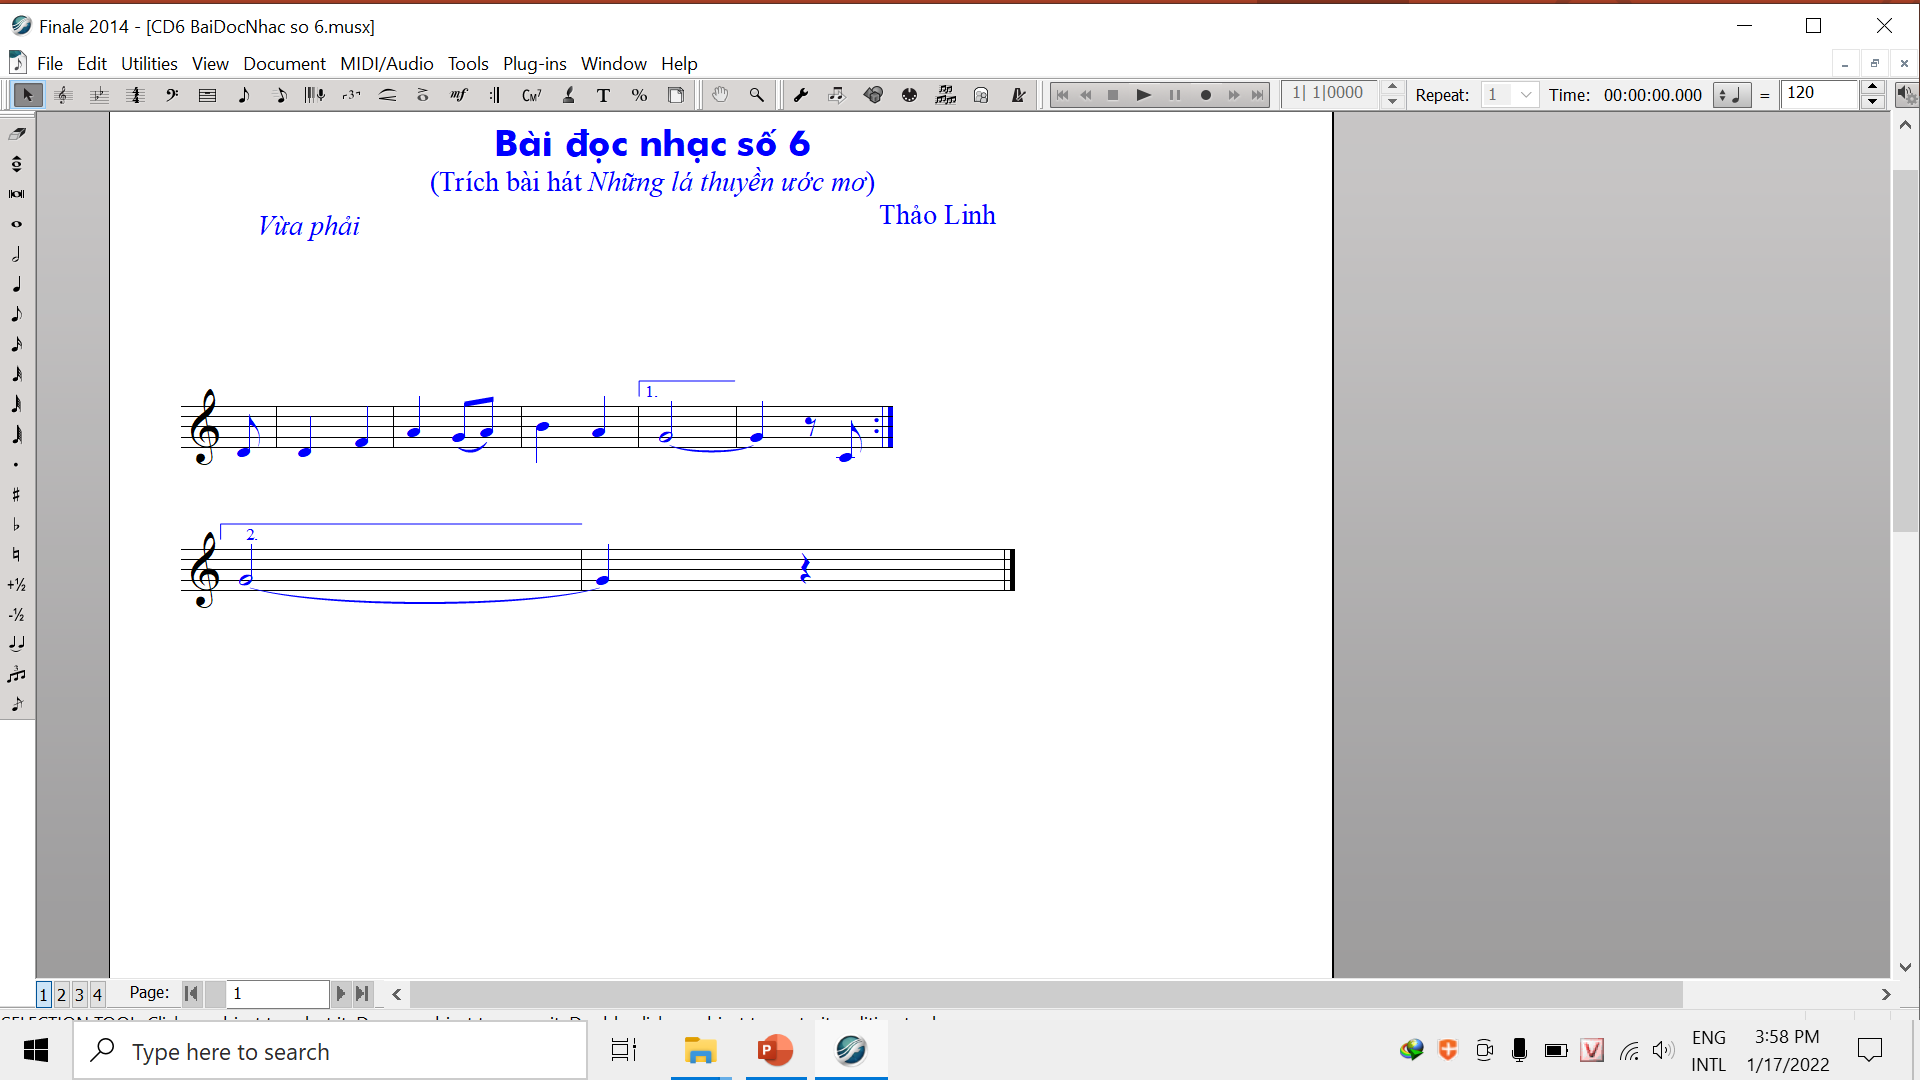 Finale 2014 - [CD6 BaiDocNhac so 6.musx]
File Edit Utilities View Document MIDI/Audio Tools Plug-ins Window Help
1| 1|0000 Repeat: 1 Time: 00:00:00.000 = 120
Bài đọc nhạc số 6
(Trích bài hát Những lá thuyền ước mơ)
Thảo Linh
Vừa phải
1.
2.
1 2 3 4 Page: 1
Type here to search
ENG
INTL
3:58 PM
1/17/2022